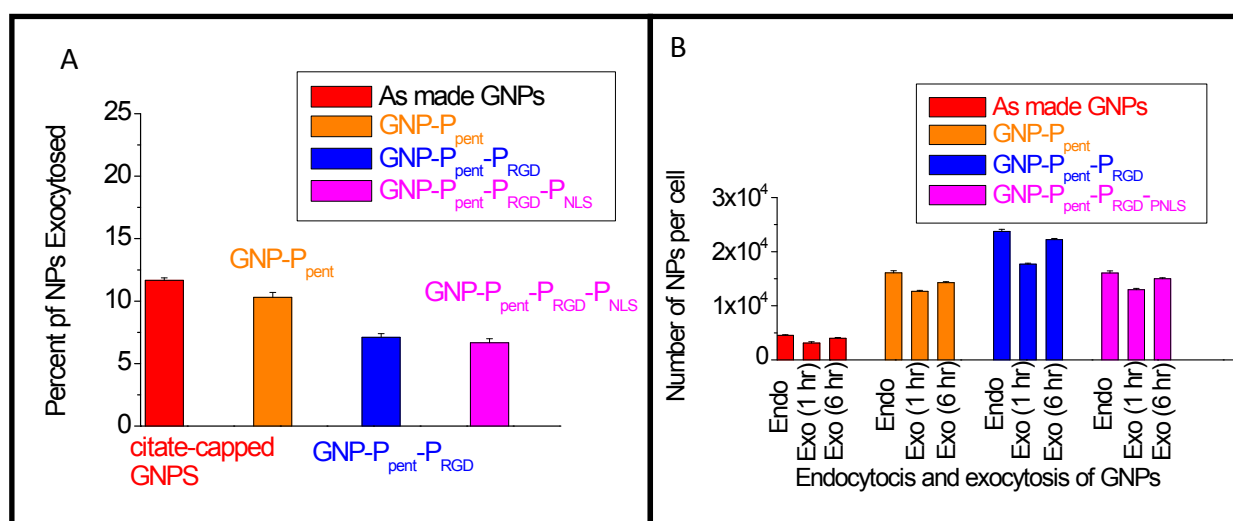 A
As made GNPs
GNP-Ppent
GNP-Ppent-PRGD
GNP-Ppent-PRGD-PNLS
Percent pf NPs Exocytosed
25
20
15
10
5
0
GNP-Ppent
GNP-Ppent-PRGD-PNLS
citate-capped
GNPS
GNP-Ppent-PRGD
B
As made GNPs
GNP-Ppent
GNP-Ppent-PRGD
GNP-Ppent-PRGD-PNLS
Number of NPs per cell
3x10^4
2x10^4
1x10^4
0
Endo
Exo (1 hr)
Exo (6 hr)
Endo
Exo (1 hr)
Exo (6 hr)
Endo
Exo (1 hr)
Exo (6 hr)
Endo
Exo (1 hr)
Exo (6 hr)
Endocytocis and exocytosis of GNPs